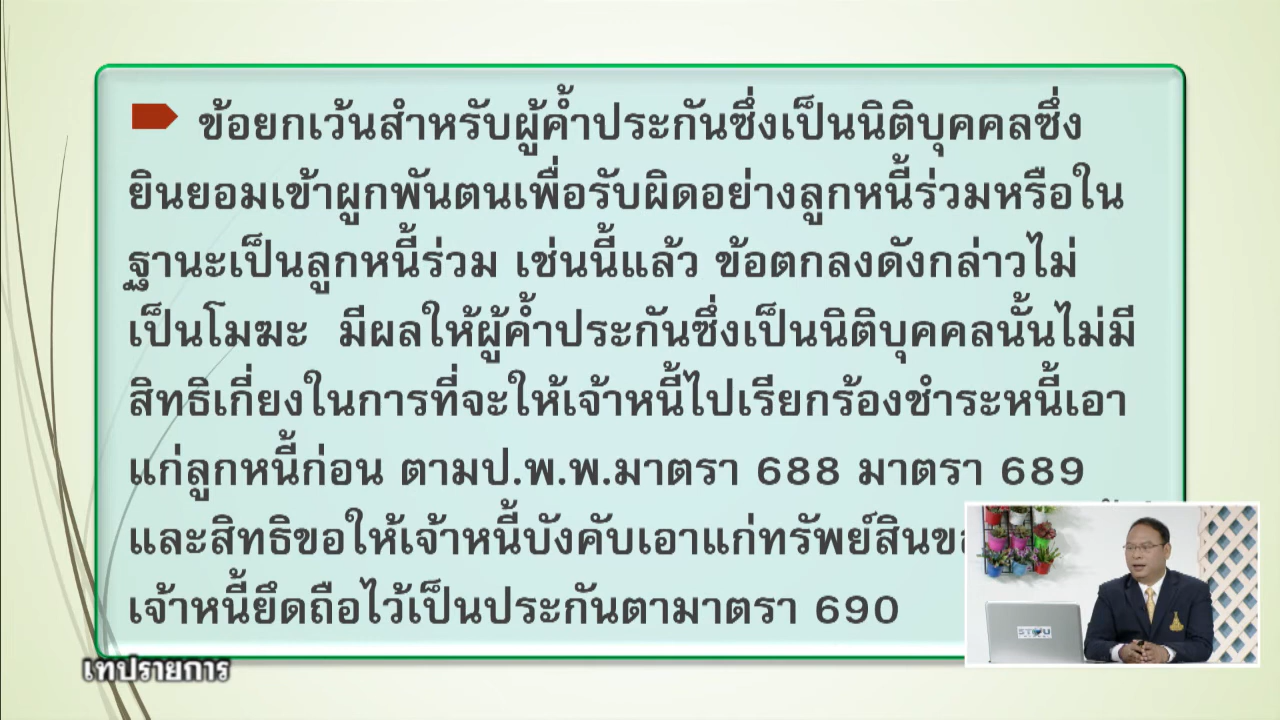 ข้อยกเว้นสำหรับผู้ค้ำประกันซึ่งเป็นนิติบุคคลซึ่ง
ยินยอมเข้าผูกพันตนเพื่อรับผิดอย่างลูกหนี้ร่วมหรือใน
ฐานะเป็นลูกหนี้ร่วม เช่นนี้แล้ว ข้อตกลงดังกล่าวไม่
เป็นโมฆะ มีผลให้ผู้ค้ำประกันซึ่งเป็นนิติบุคคลนั้นไม่มี
สิทธิเกี่ยงในการที่จะให้เจ้าหนี้ไปเรียกร้องชำระหนี้เอา
แก่ลูกหนี้ก่อน ตามป.พ.พ.มาตรา 688 มาตรา 689
และสิทธิขอให้เจ้าหนี้บังคับเอาแก่ทรัพย์สิน
เจ้าหนี้ยึดถือไว้เป็นประกันตามาตรา 690
STOU
เทปรายการ